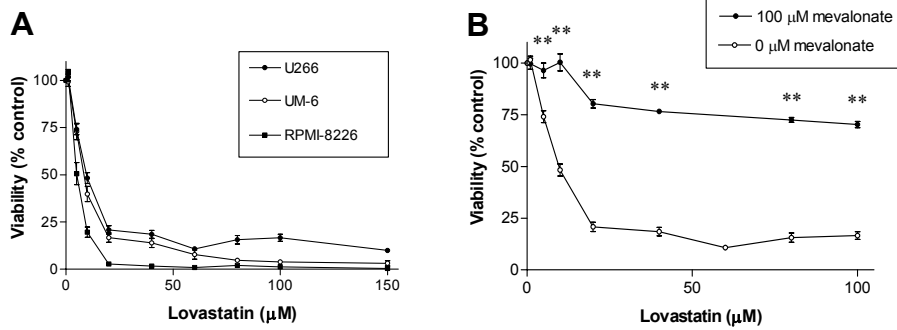 A
U266
UM-6
RPMI-8226
Viability (% control)
100
75
50
25
0
0
50
100
150
Lovastatin (μM)
B
100 μM mevalonate
0 μM mevalonate
** ** ** ** ** **
Viability (% control)
100
75
50
25
0
0
50
100
Lovastatin (μM)